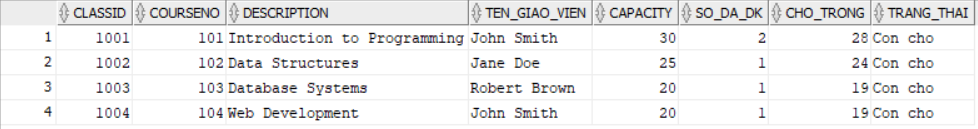 CLASSID COURSENO DESCRIPTION TEN_GIAO_VIEN CAPACITY SO_DA_DK CHO_TRONG TRANG_THAI
1 1001 101 Introduction to Programming John Smith 30 2 28 Con cho
2 1002 102 Data Structures Jane Doe 25 1 24 Con cho
3 1003 103 Database Systems Robert Brown 20 1 19 Con cho
4 1004 104 Web Development John Smith 20 1 19 Con cho